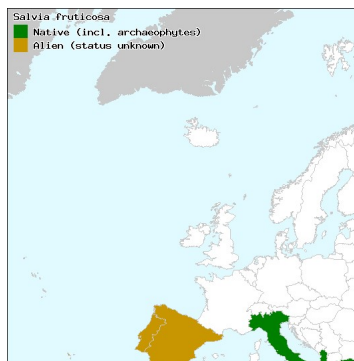 Salvia fruticosa
Native (incl. archaeophytes)
Alien (status unknown)